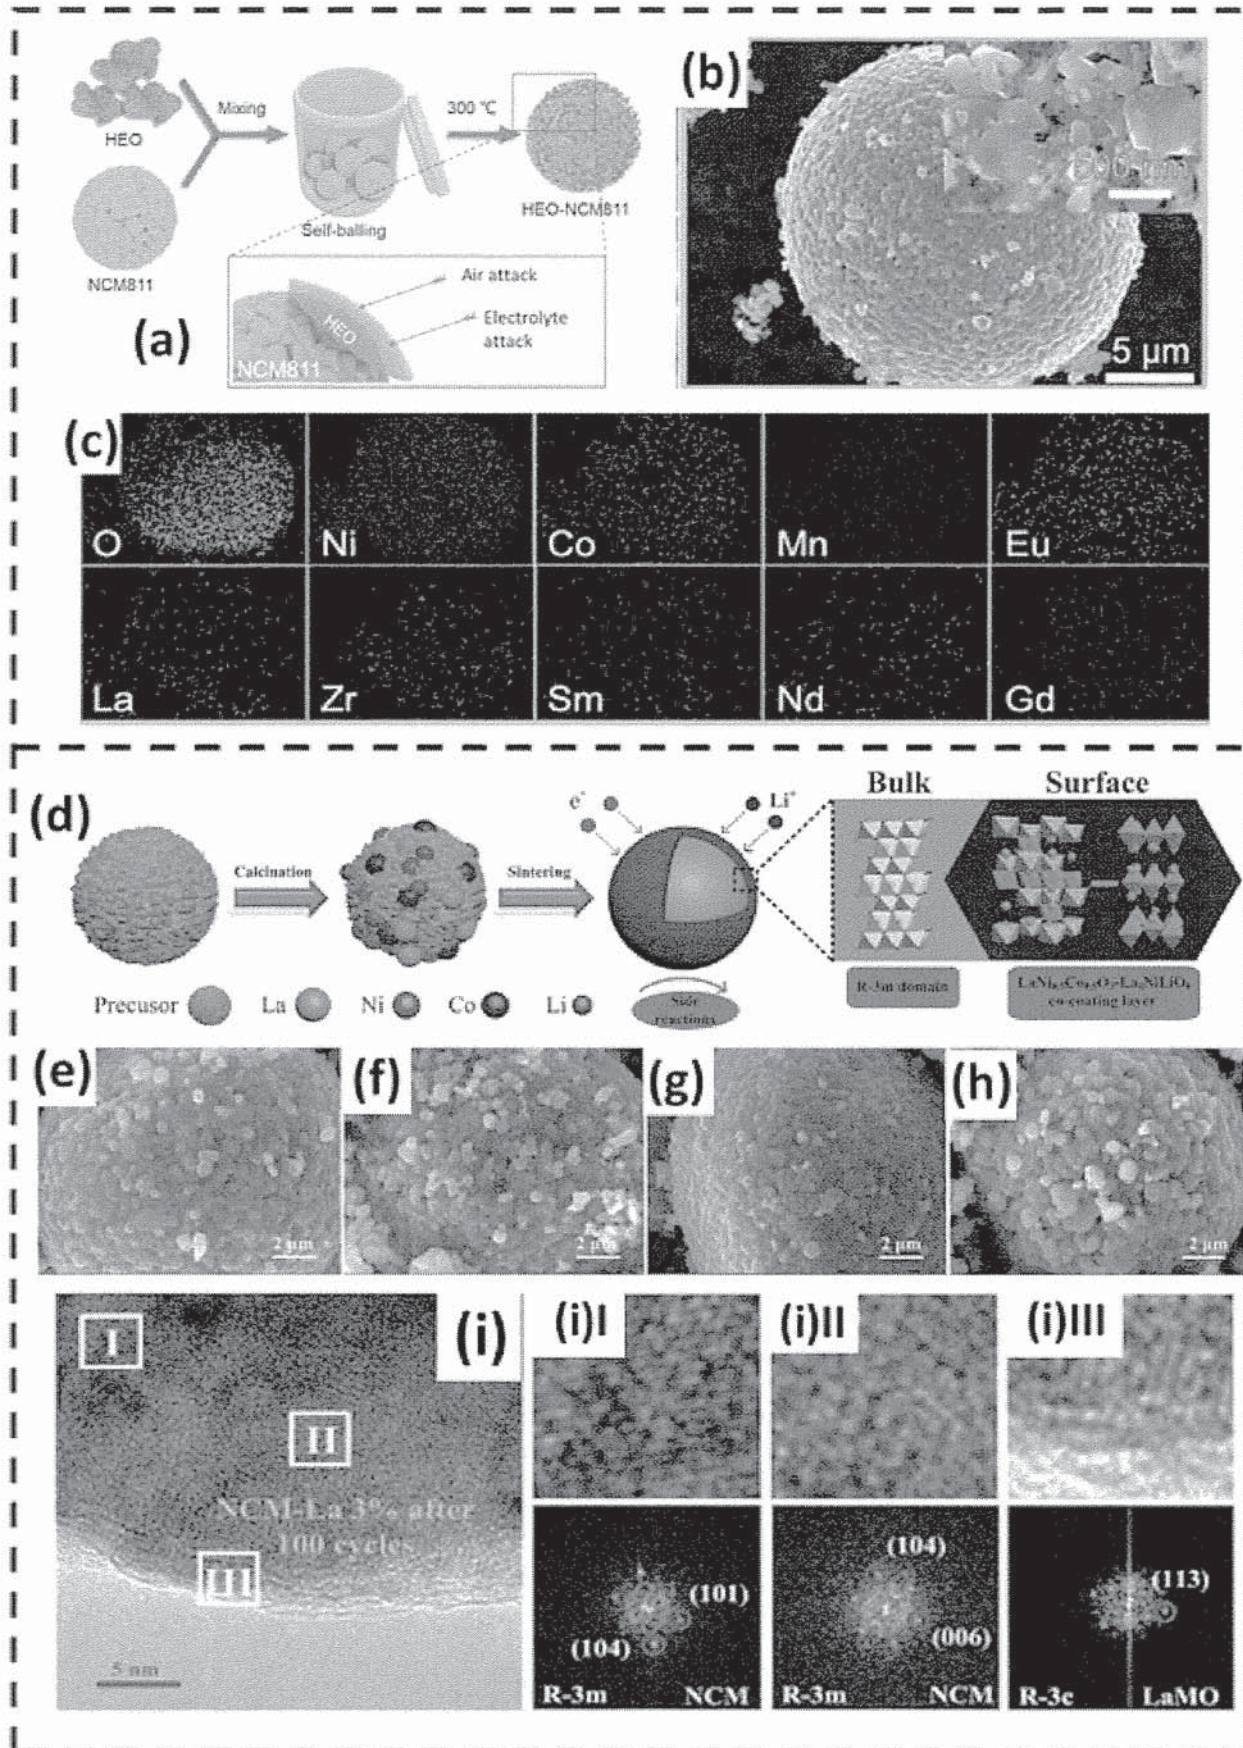 (a)
HEO
Mixing
300 °C
NCM811
Self-balling
HEO-NCM811
Air attack
Electrolyte
attack
HEO
NCM811
(b)
5 μm
(c)
O
Ni
Co
Mn
Eu
La
Zr
Sm
Nd
Gd
(d)
Calcination
Sintering
e⁻
Li⁺
Bulk
Surface
R-3m domain
co-coating layer
Precusor
La
Ni
Co
Li
Side
reactions
(e)
2 μm
(f)
2 μm
(g)
2 μm
(h)
2 μm
(i)
I
II
III
NCM-La 3% after
100 cycles
5 nm
(i)I
(i)II
(i)III
(101)
(104)
R-3m
NCM
(104)
(006)
R-3m
NCM
(113)
R-3c
LaMO